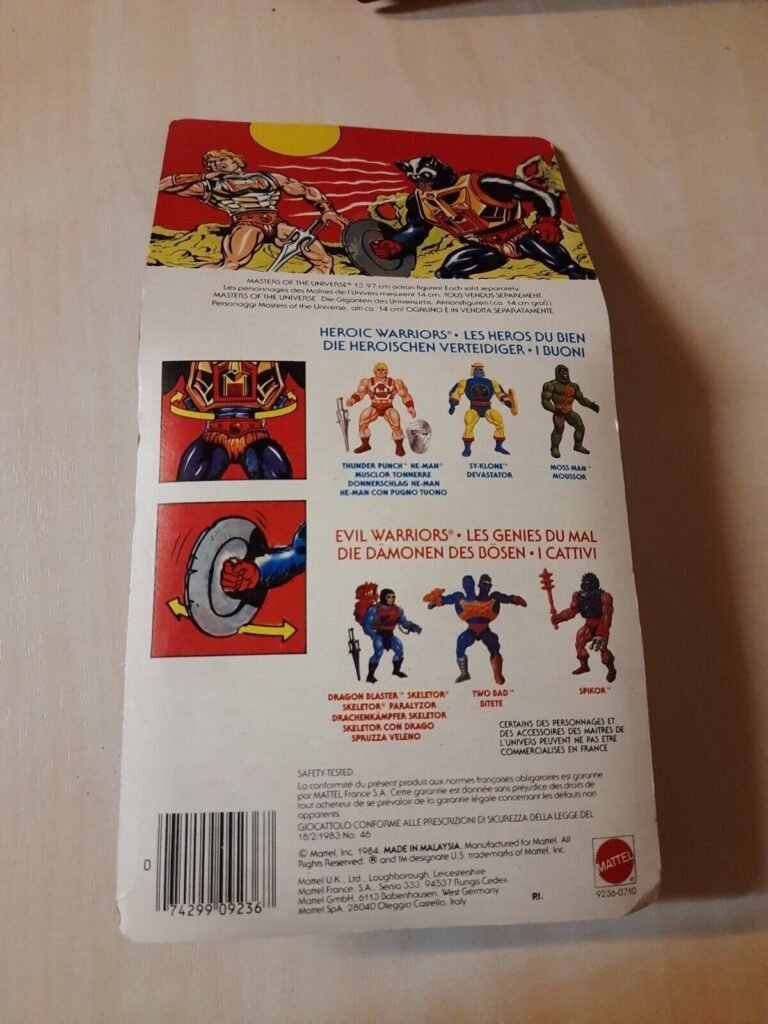 MASTERS OF THE UNIVERSE® 13.97 cm action figures! Each sold separately.
Les personnages des Maîtres de l'Univers mesurent 14 cm. TOUS VENDUS SEPAREMENT
MASTERS OF THE UNIVERSE. Die Giganten des Universums. Aktionsfiguren (ca. 14 cm groß).
Personaggi Masters of the Universe. alti ca. 14 cm! OGNUNO È IN VENDITA SEPARATAMENTE
HEROIC WARRIORS® • LES HEROS DU BIEN
DIE HEROISCHEN VERTEIDIGER • I BUONI
THUNDER PUNCH™ HE-MAN®
MUSCLOR TONNERRE
DONNERSCHLAG HE-MAN
HE-MAN CON PUGNO TUONO
SY-KLONE™
DEVASTATOR
MOSS MAN™
MOUSSOR
EVIL WARRIORS® • LES GENIES DU MAL
DIE DÄMONEN DES BÖSEN • I CATTIVI
DRAGON BLASTER™ SKELETOR®
SKELETOR® PARALYZOR
DRACHENKÄMPFER SKELETOR
SKELETOR CON DRAGO
SPRUZZA VELENO
TWO BAD™
BITETE
SPIKOR™
CERTAINS DES PERSONNAGES ET
DES ACCESSOIRES DES MAITRES DE
L'UNIVERS PEUVENT NE PAS ETRE
COMMERCIALISES EN FRANCE
SAFETY-TESTED
La conformité du présent produit aux normes françaises obligatoires est garantie
par MATTEL France S.A. Cette garantie est donnée sans préjudice des droits de
tout acheteur de se prévaloir de la garantie légale concernant les défauts non
apparents.
GIOCATTOLO CONFORME ALLE PRESCRIZIONI DI SICUREZZA DELLA LEGGE DEL
18/2/1983 No. 46
© Mattel, Inc. 1984. MADE IN MALAYSIA. Manufactured for Mattel. All
Rights Reserved. ® and TM designate U.S. trademarks of Mattel, Inc.
Mattel U.K., Ltd., Loughborough, Leicestershire
Mattel France, S.A., Senia 333, 94537 Rungis Cedex
Mattel GmbH, 6113 Babenhausen, West Germany
Mattel SpA, 28040 Oleggio Castello, Italy
P.I.
MATTEL®
9236-0710
0 74299 09236